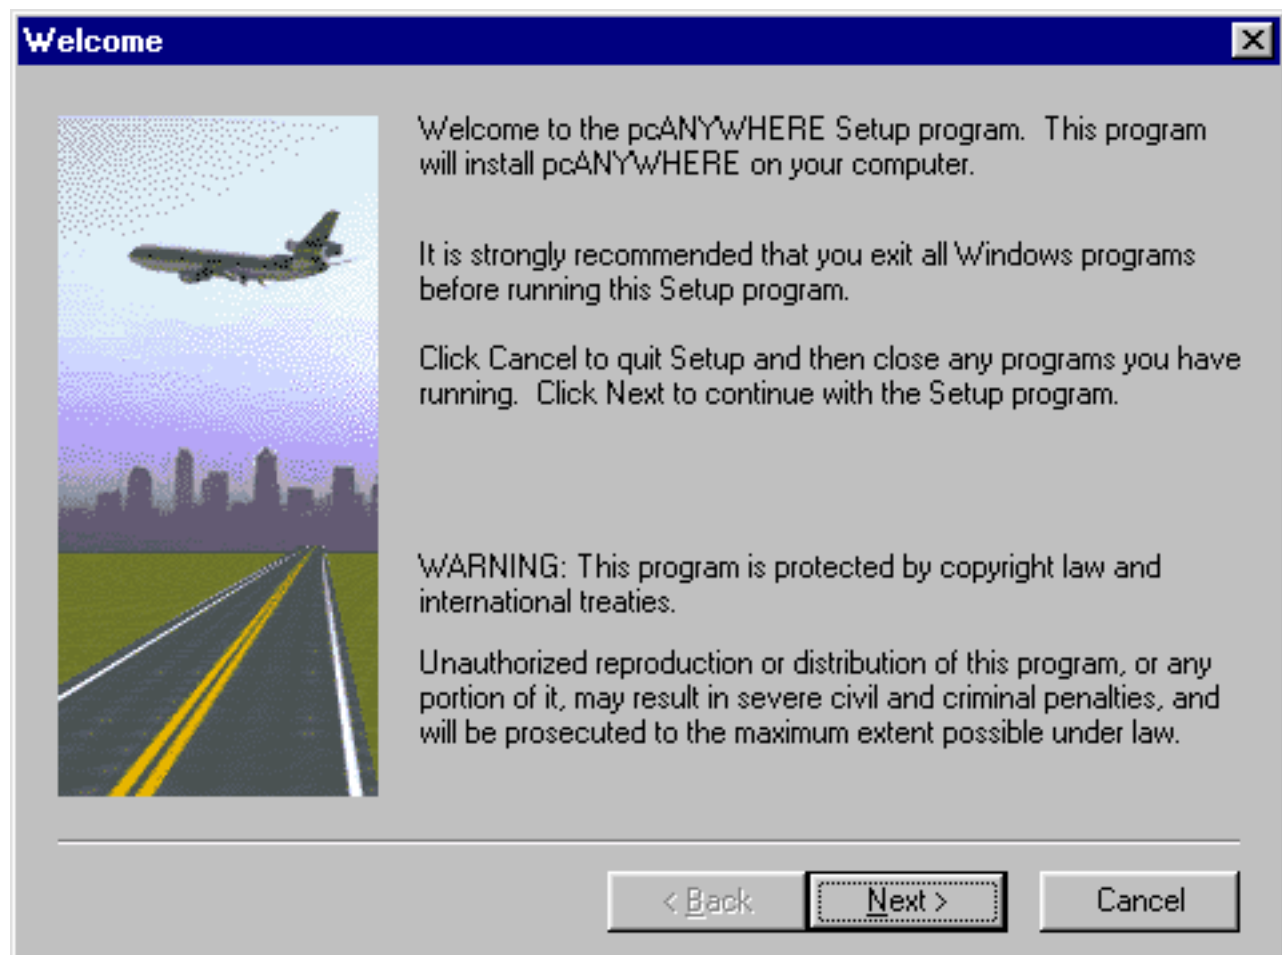 Welcome
Welcome to the pcANYWHERE Setup program.  This program
will install pcANYWHERE on your computer.
It is strongly recommended that you exit all Windows programs
before running this Setup program.
Click Cancel to quit Setup and then close any programs you have
running.  Click Next to continue with the Setup program.
WARNING: This program is protected by copyright law and
international treaties.
Unauthorized reproduction or distribution of this program, or any
portion of it, may result in severe civil and criminal penalties, and
will be prosecuted to the maximum extent possible under law.
< Back
Next >
Cancel